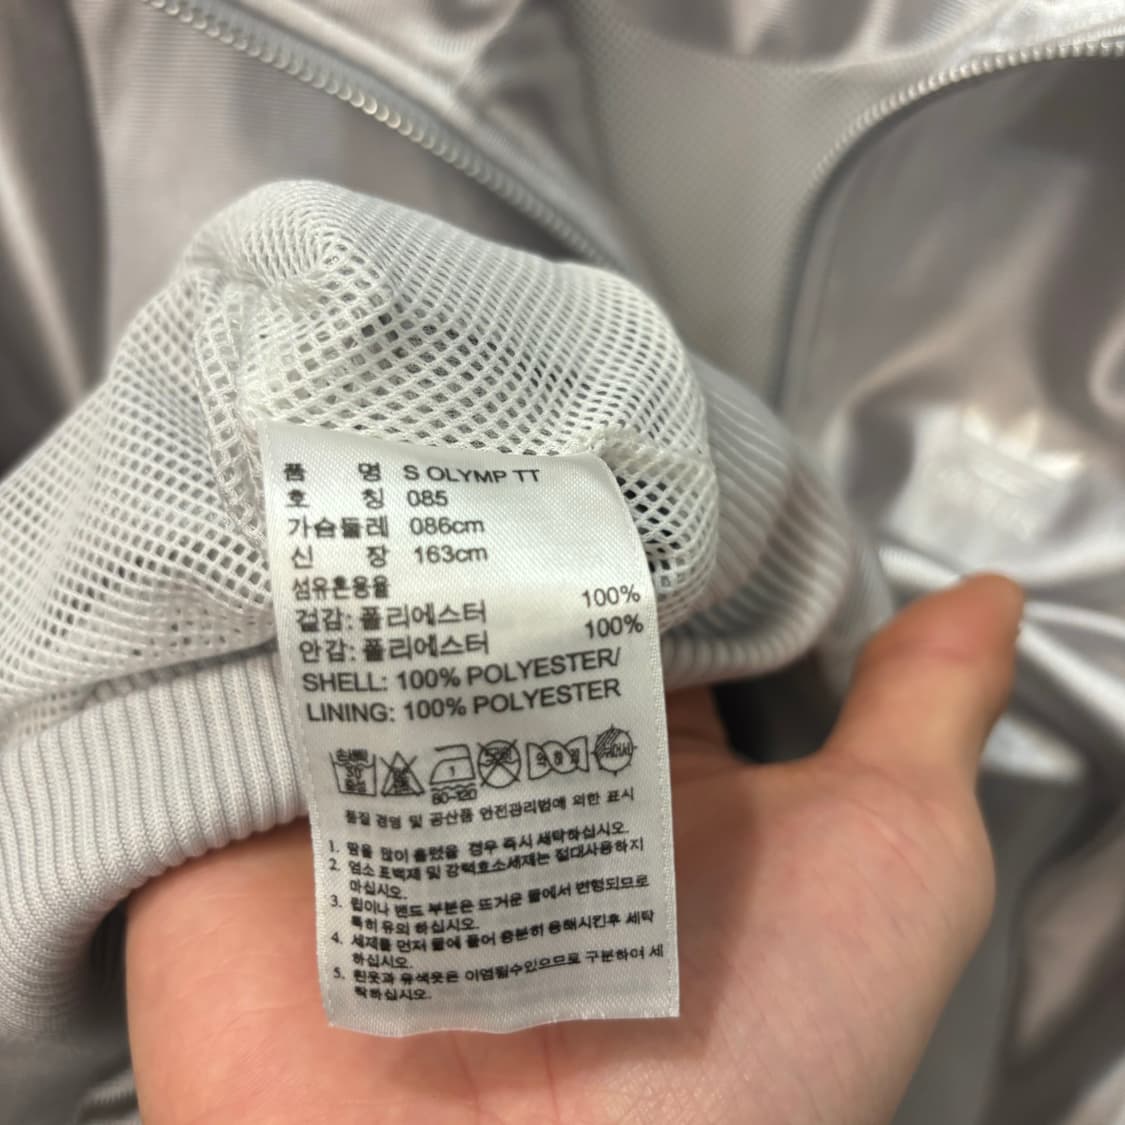 품 명 S OLYMP TT
호 칭 085
가슴둘레 086cm
신 장 163cm
섬유혼용율
겉감: 폴리에스터 100%
안감: 폴리에스터 100%
SHELL: 100% POLYESTER/
LINING: 100% POLYESTER
80-120
품질 경영 및 공산품 안전관리법에 의한 표시
1. 땀을 많이 흘렸을 경우 즉시 세탁하십시오.
2. 염소 표백제 및 강력효소세제는 절대사용하지
마십시오.
3. 립이나 밴드 부분은 뜨거운 물에서 변형되므로
특히 유의 하십시오.
4. 세제를 먼저 물에 풀어 충분히 용해시킨후 세탁
하십시오.
5. 흰옷과 유색옷은 이염될수있으므로 구분하여 세
탁하십시오.